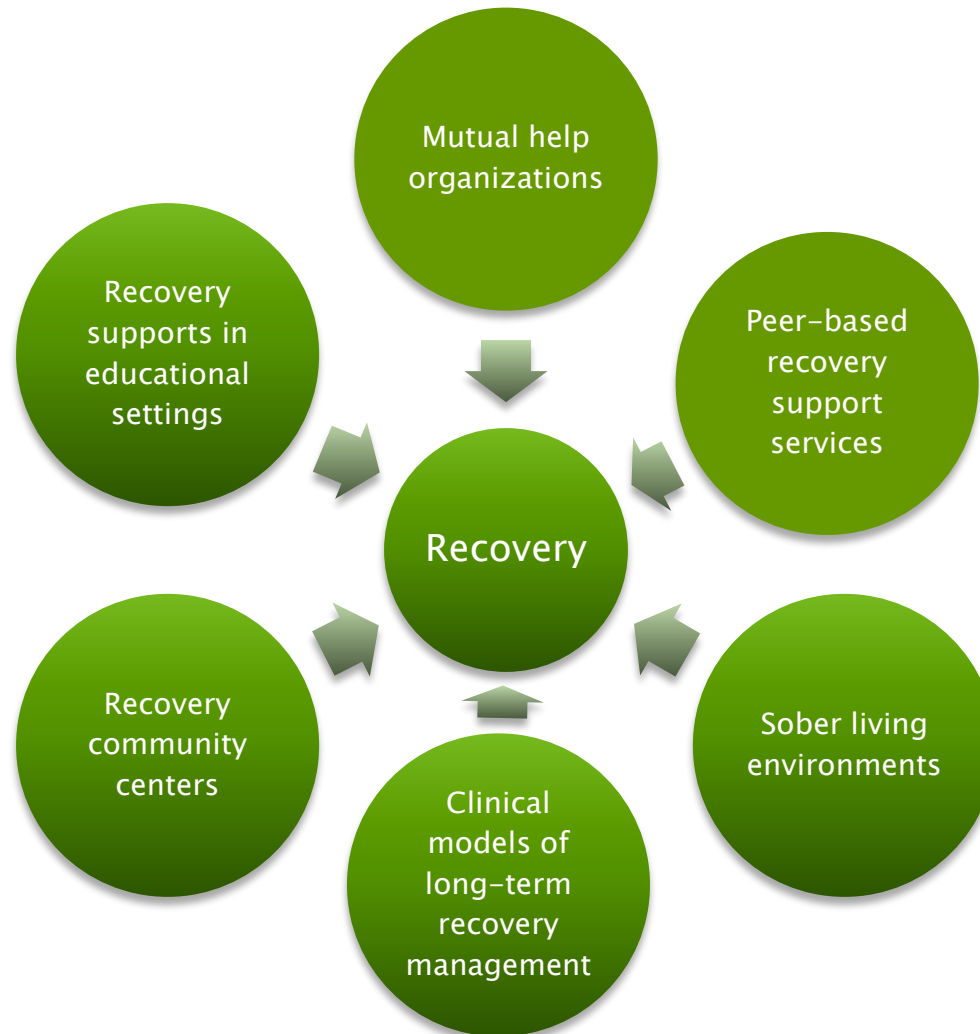 Mutual help
organizations
Peer-based
recovery
support
services
Sober living
environments
Clinical
models of
long-term
recovery
management
Recovery
community
centers
Recovery
supports in
educational
settings
Recovery